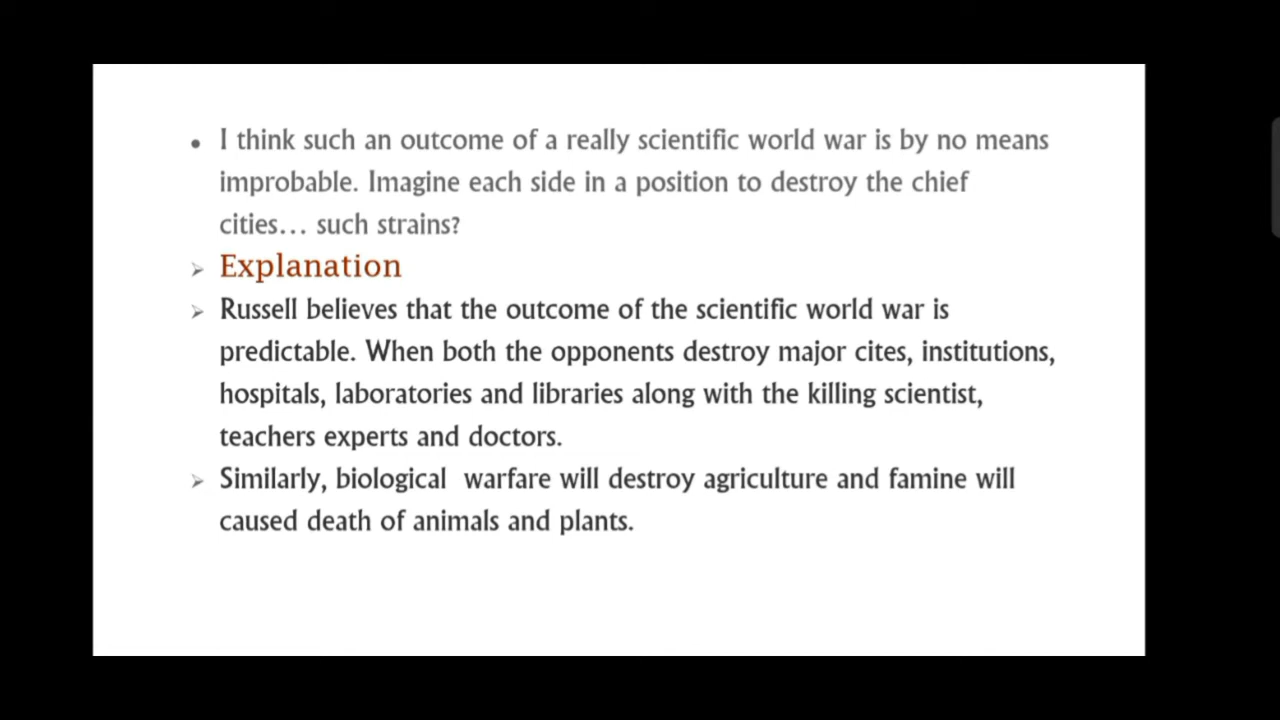 • I think such an outcome of a really scientific world war is by no means
improbable. Imagine each side in a position to destroy the chief
cities… such strains?
➢ Explanation
➢ Russell believes that the outcome of the scientific world war is
predictable. When both the opponents destroy major cites, institutions,
hospitals, laboratories and libraries along with the killing scientist,
teachers experts and doctors.
➢ Similarly, biological  warfare will destroy agriculture and famine will
caused death of animals and plants.